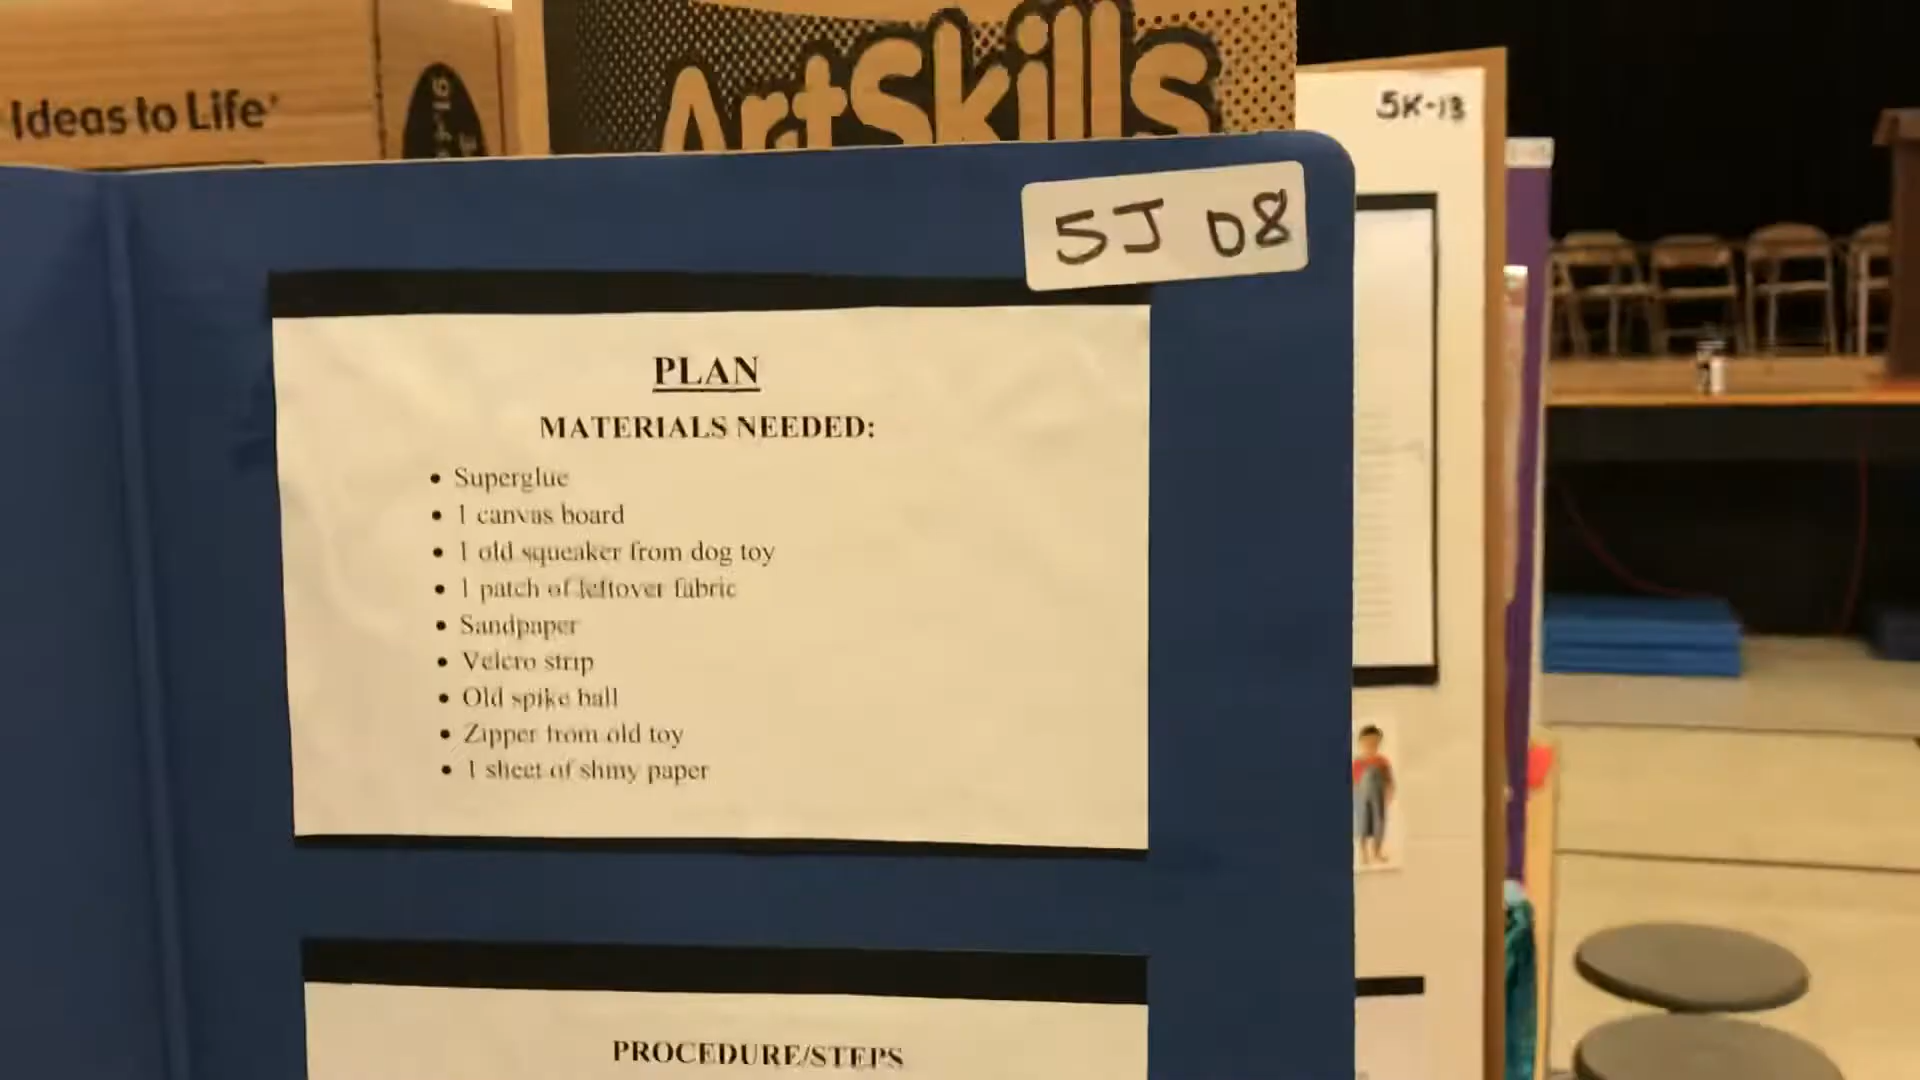 Ideas to Life
ArtSkills
5K-13
5J 08
PLAN
MATERIALS NEEDED:
• Superglue
• 1 canvas board
• 1 old squeaker from dog toy
• 1 patch of leftover fabric
• Sandpaper
• Velcro strip
• Old spike ball
• Zipper from old toy
• 1 sheet of shiny paper
PROCEDURE/STEPS